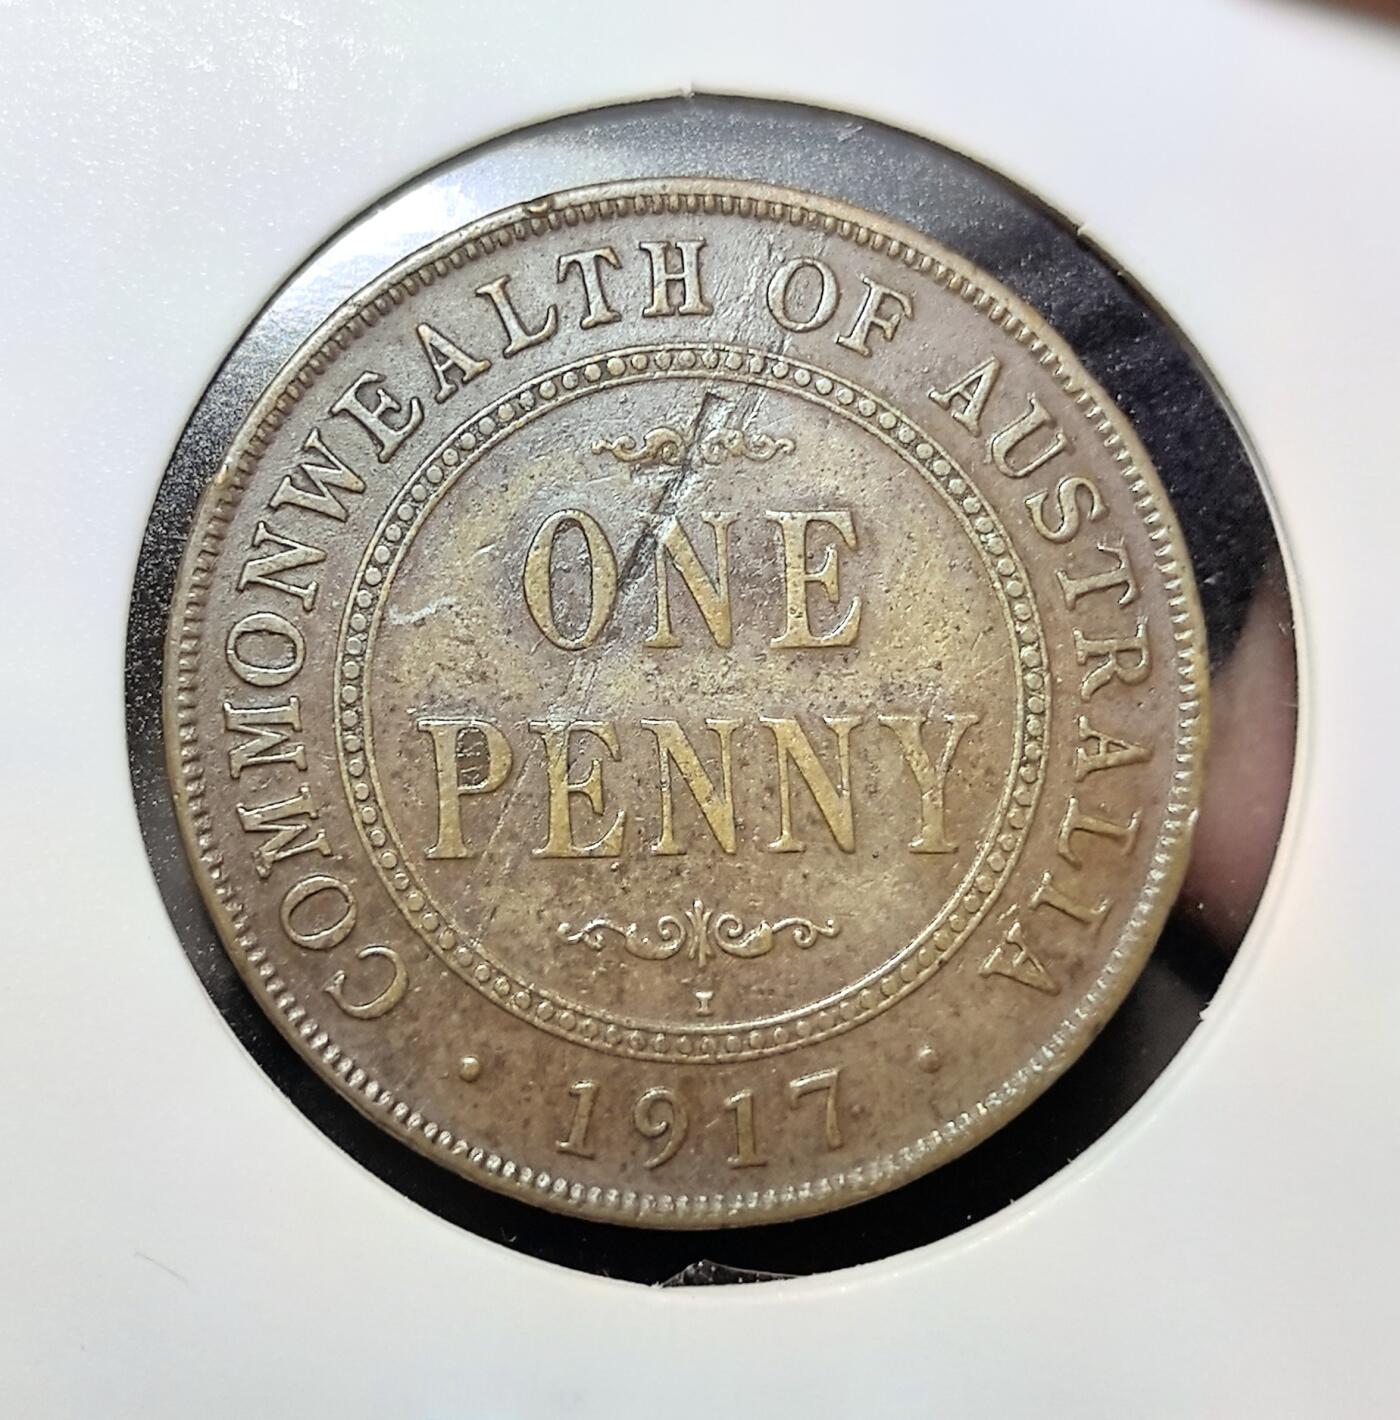 COMMONWEALTH OF AUSTRALIA
ONE
PENNY
I
· 1917 ·